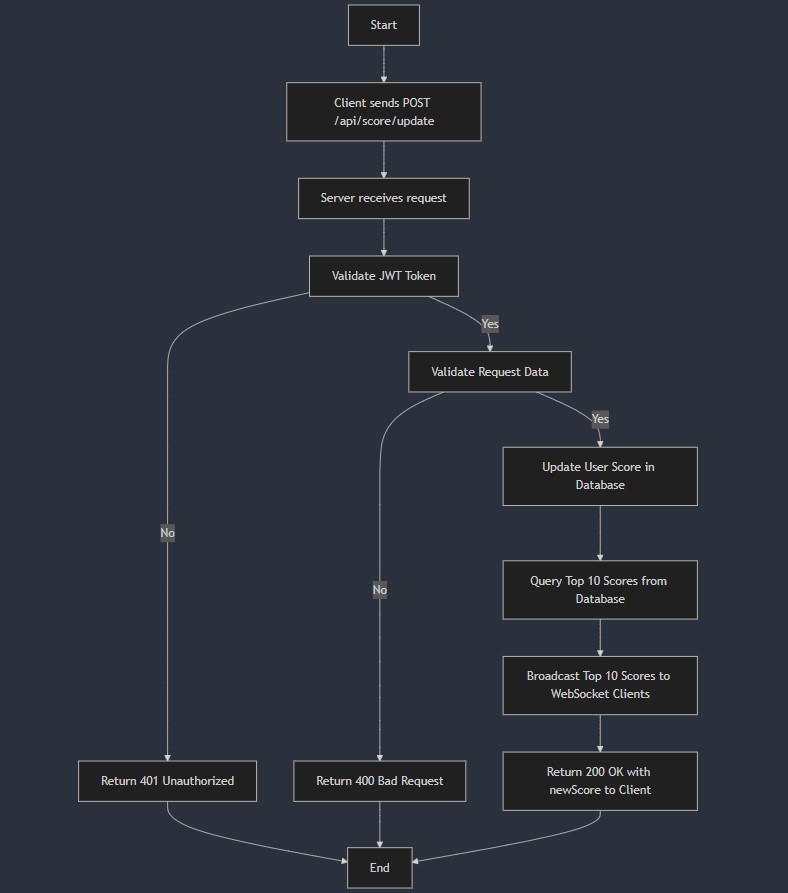 Start
Client sends POST
/api/score/update
Server receives request
Validate JWT Token
Yes
Validate Request Data
Yes
Update User Score in
Database
No
Query Top 10 Scores from
Database
No
Broadcast Top 10 Scores to
WebSocket Clients
Return 401 Unauthorized
Return 400 Bad Request
Return 200 OK with
newScore to Client
End